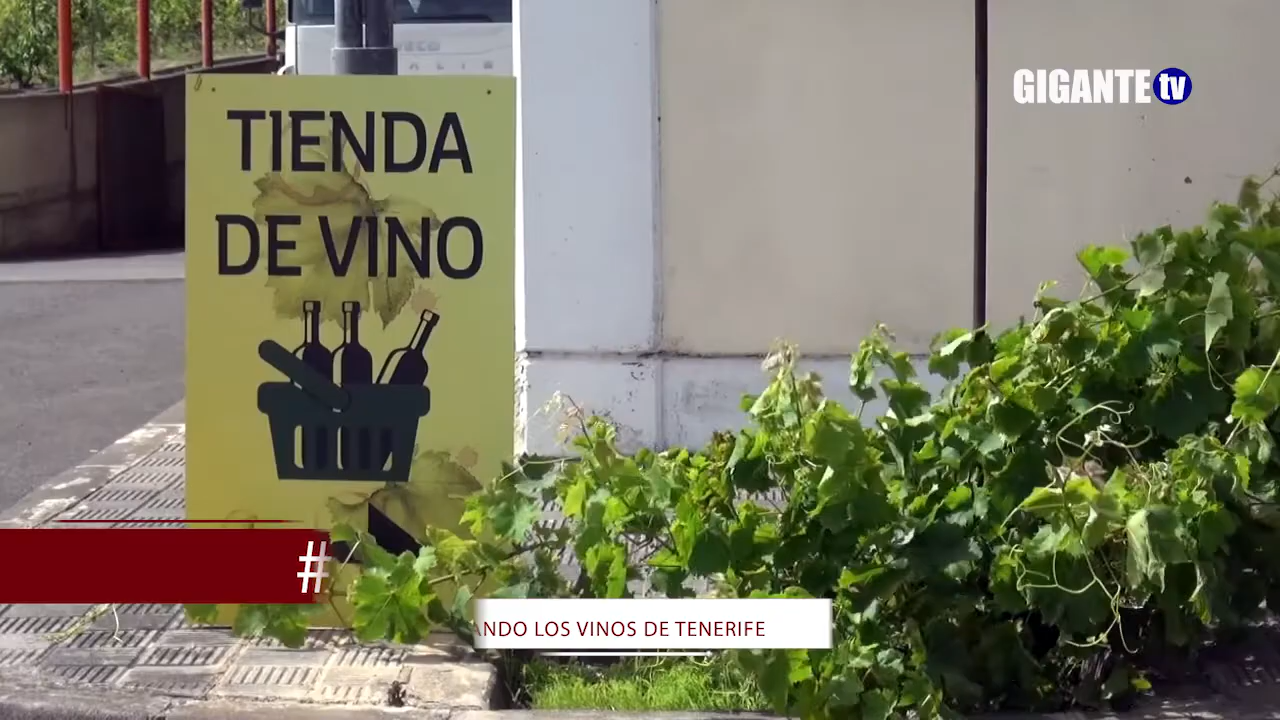 GIGANTE tv
TIENDA
DE VINO
#
NDO LOS VINOS DE TENERIFE